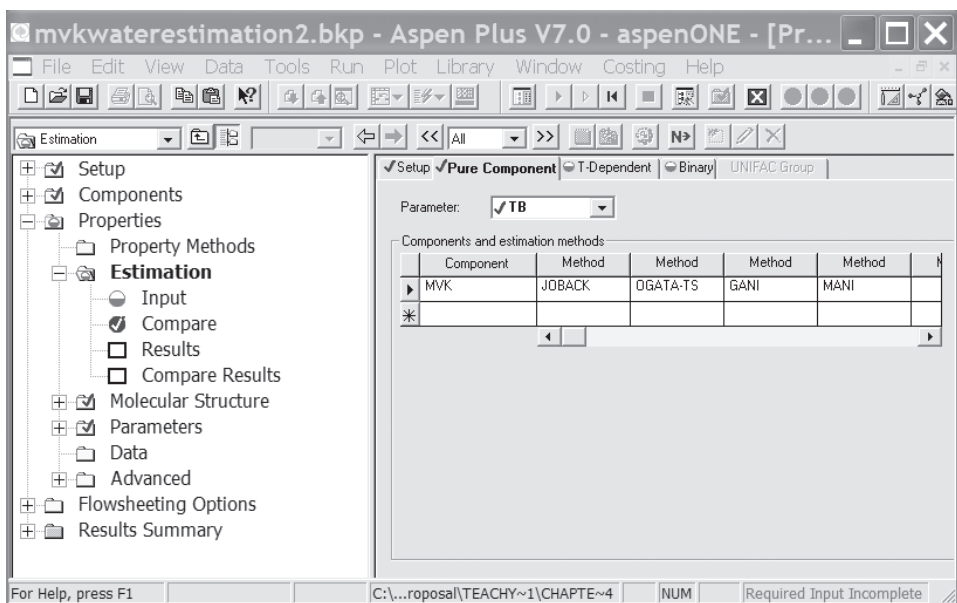 mvkwaterestimation2.bkp - Aspen Plus V7.0 - aspenONE - [Pr...
File Edit View Data Tools Run Plot Library Window Costing Help
Estimation
All
N
Setup
Components
Properties
Property Methods
Estimation
Input
Compare
Results
Compare Results
Molecular Structure
Parameters
Data
Advanced
Flowsheeting Options
Results Summary
Setup Pure Component T-Dependent Binary UNIFAC Group
Parameter: TB
Components and estimation methods
Component Method Method Method Method
MVK JOBACK OGATA-TS GANI MANI
For Help, press F1 C:\...roposal\TEACHY~1\CHAPTE~4 NUM Required Input Incomplete